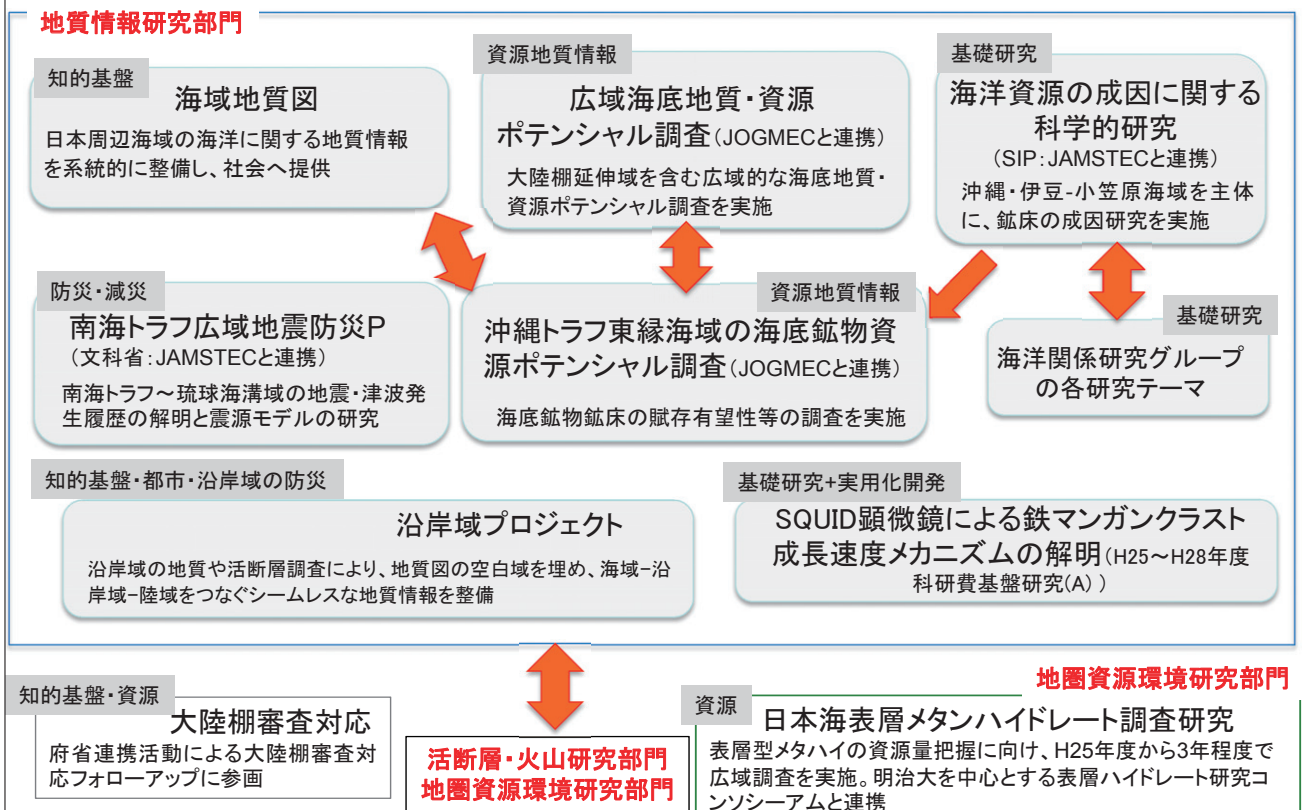 地質情報研究部門
知的基盤
海域地質図
日本周辺海域の海洋に関する地質情報
を系統的に整備し、社会へ提供
資源地質情報
広域海底地質・資源
ポテンシャル調査(JOGMECと連携)
大陸棚延伸域を含む広域的な海底地質・
資源ポテンシャル調査を実施
基礎研究
海洋資源の成因に関する
科学的研究
(SIP:JAMSTECと連携)
沖縄・伊豆-小笠原海域を主体
に、鉱床の成因研究を実施
防災・減災
南海トラフ広域地震防災P
(文科省:JAMSTECと連携)
南海トラフ～琉球海溝域の地震・津波発
生履歴の解明と震源モデルの研究
資源地質情報
沖縄トラフ東縁海域の海底鉱物資
源ポテンシャル調査(JOGMECと連携)
海底鉱物鉱床の賦存有望性等の調査を実施
基礎研究
海洋関係研究グループ
の各研究テーマ
知的基盤・都市・沿岸域の防災
沿岸域プロジェクト
沿岸域の地質や活断層調査により、地質図の空白域を埋め、海域-沿
岸域-陸域をつなぐシームレスな地質情報を整備
基礎研究+実用化開発
SQUID顕微鏡による鉄マンガンクラスト
成長速度メカニズムの解明(H25～H28年度
科研費基盤研究(A) )
知的基盤・資源
大陸棚審査対応
府省連携活動による大陸棚審査対
応フォローアップに参画
活断層・火山研究部門
地圏資源環境研究部門
地圏資源環境研究部門
資源
日本海表層メタンハイドレート調査研究
表層型メタハイの資源量把握に向け、H25年度から3年程度で
広域調査を実施。明治大を中心とする表層ハイドレート研究コ
ンソシーアムと連携